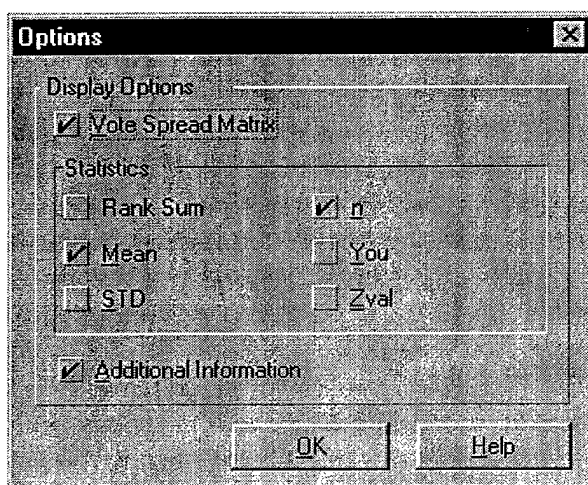 Options
Display Options
Vote Spread Matrix
Statistics
Rank Sum
n
Mean
You
STD
Zval
Additional Information
OK
Help